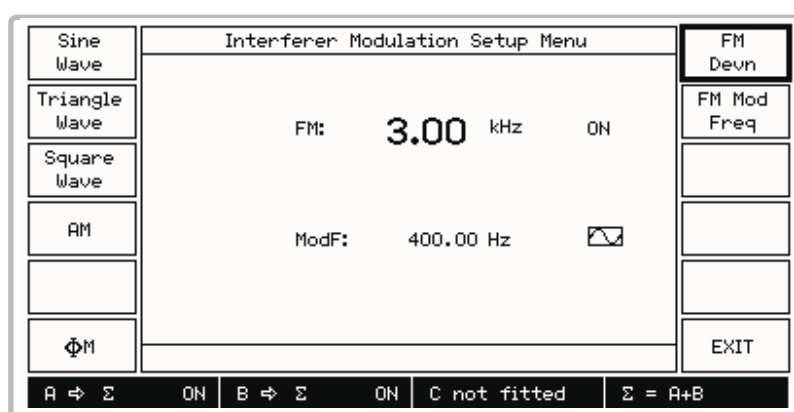 Sine
Wave
Triangle
Wave
Square
Wave
AM
ΦM
Interferer Modulation Setup Menu
FM: 3.00 kHz ON
ModF: 400.00 Hz
FM
Devn
FM Mod
Freq
EXIT
A ⇨ Σ ON B ⇨ Σ ON C not fitted Σ = A+B